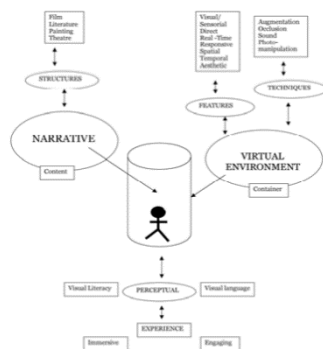 Film
Literature
Painting
Theatre
Visual/
Sensorial
Direct
Real -Time
Responsive
Spatial
Temporal
Aesthetic
Augmentation
Occlusion
Sound
Photo-
manipulation
STRUCTURES
FEATURES
TECHNIQUES
NARRATIVE
VIRTUAL
ENVIRONMENT
Content
Container
Visual Literacy
PERCEPTUAL
Visual language
EXPERIENCE
Immersive
Engaging